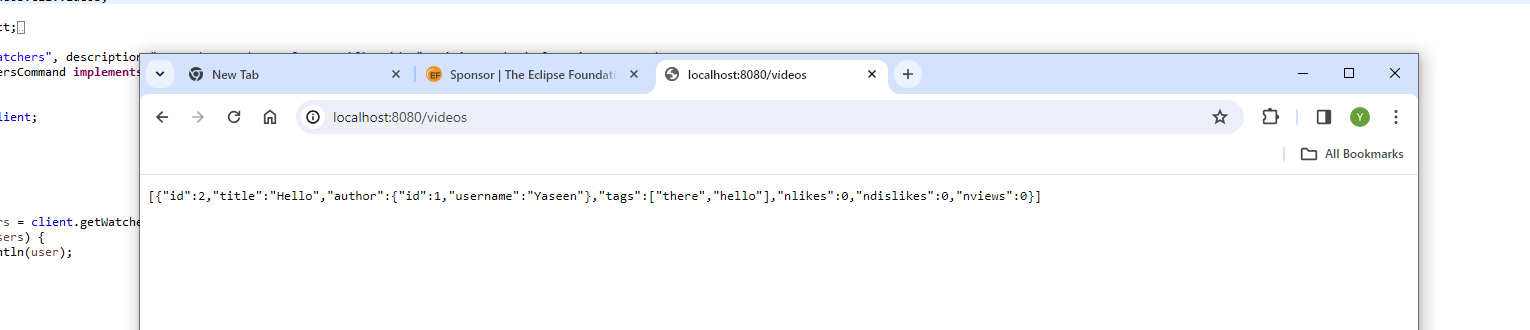 ct;
New Tab
Sponsor | The Eclipse Foundati
localhost:8080/videos
atchers", description
ersCommand implements
lient;
localhost:8080/videos
Y
All Bookmarks
[{"id":2,"title":"Hello","author":{"id":1,"username":"Yaseen"},"tags":["there","hello"],"nlikes":0,"ndislikes":0,"nviews":0}]
rs = client.getWatche
sers) {
ntln(user);